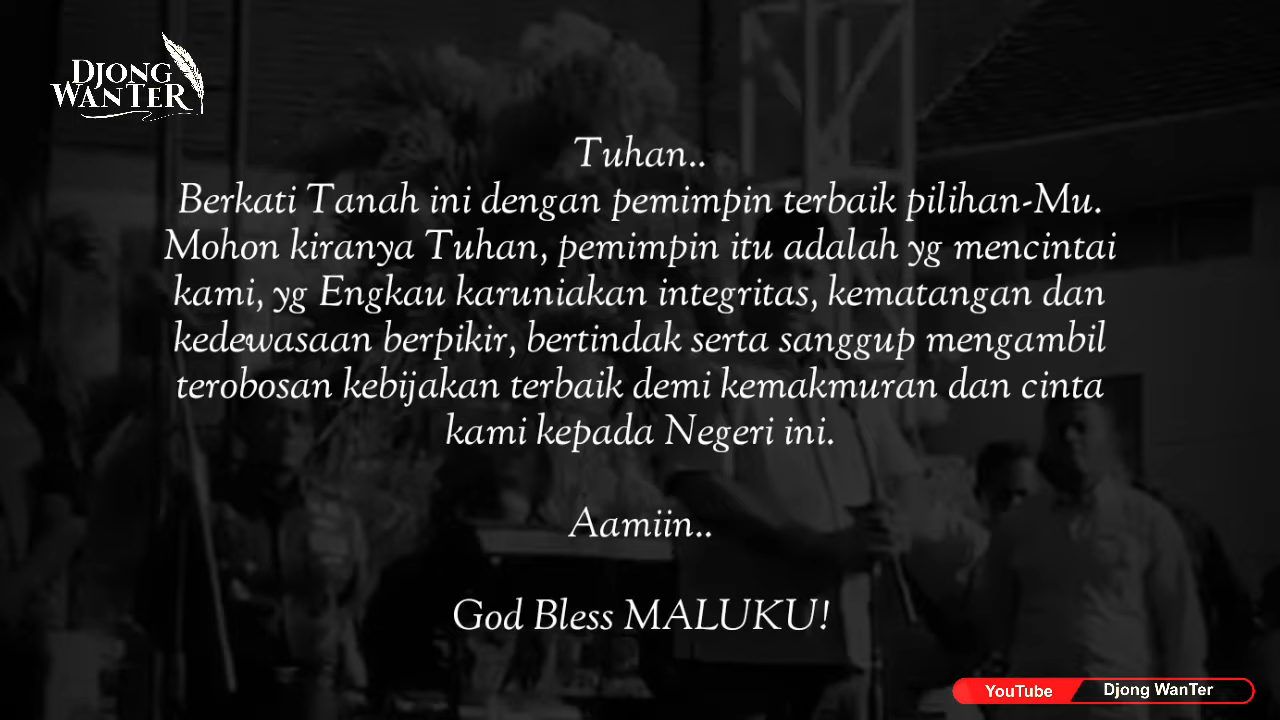 DJONG
WANTER
Tuhan..
Berkati Tanah ini dengan pemimpin terbaik pilihan-Mu.
Mohon kiranya Tuhan, pemimpin itu adalah yg mencintai
kami, yg Engkau karuniakan integritas, kematangan dan
kedewasaan berpikir, bertindak serta sanggup mengambil
terobosan kebijakan terbaik demi kemakmuran dan cinta
kami kepada Negeri ini.
Aamiin..
God Bless MALUKU!
YouTube Djong WanTer